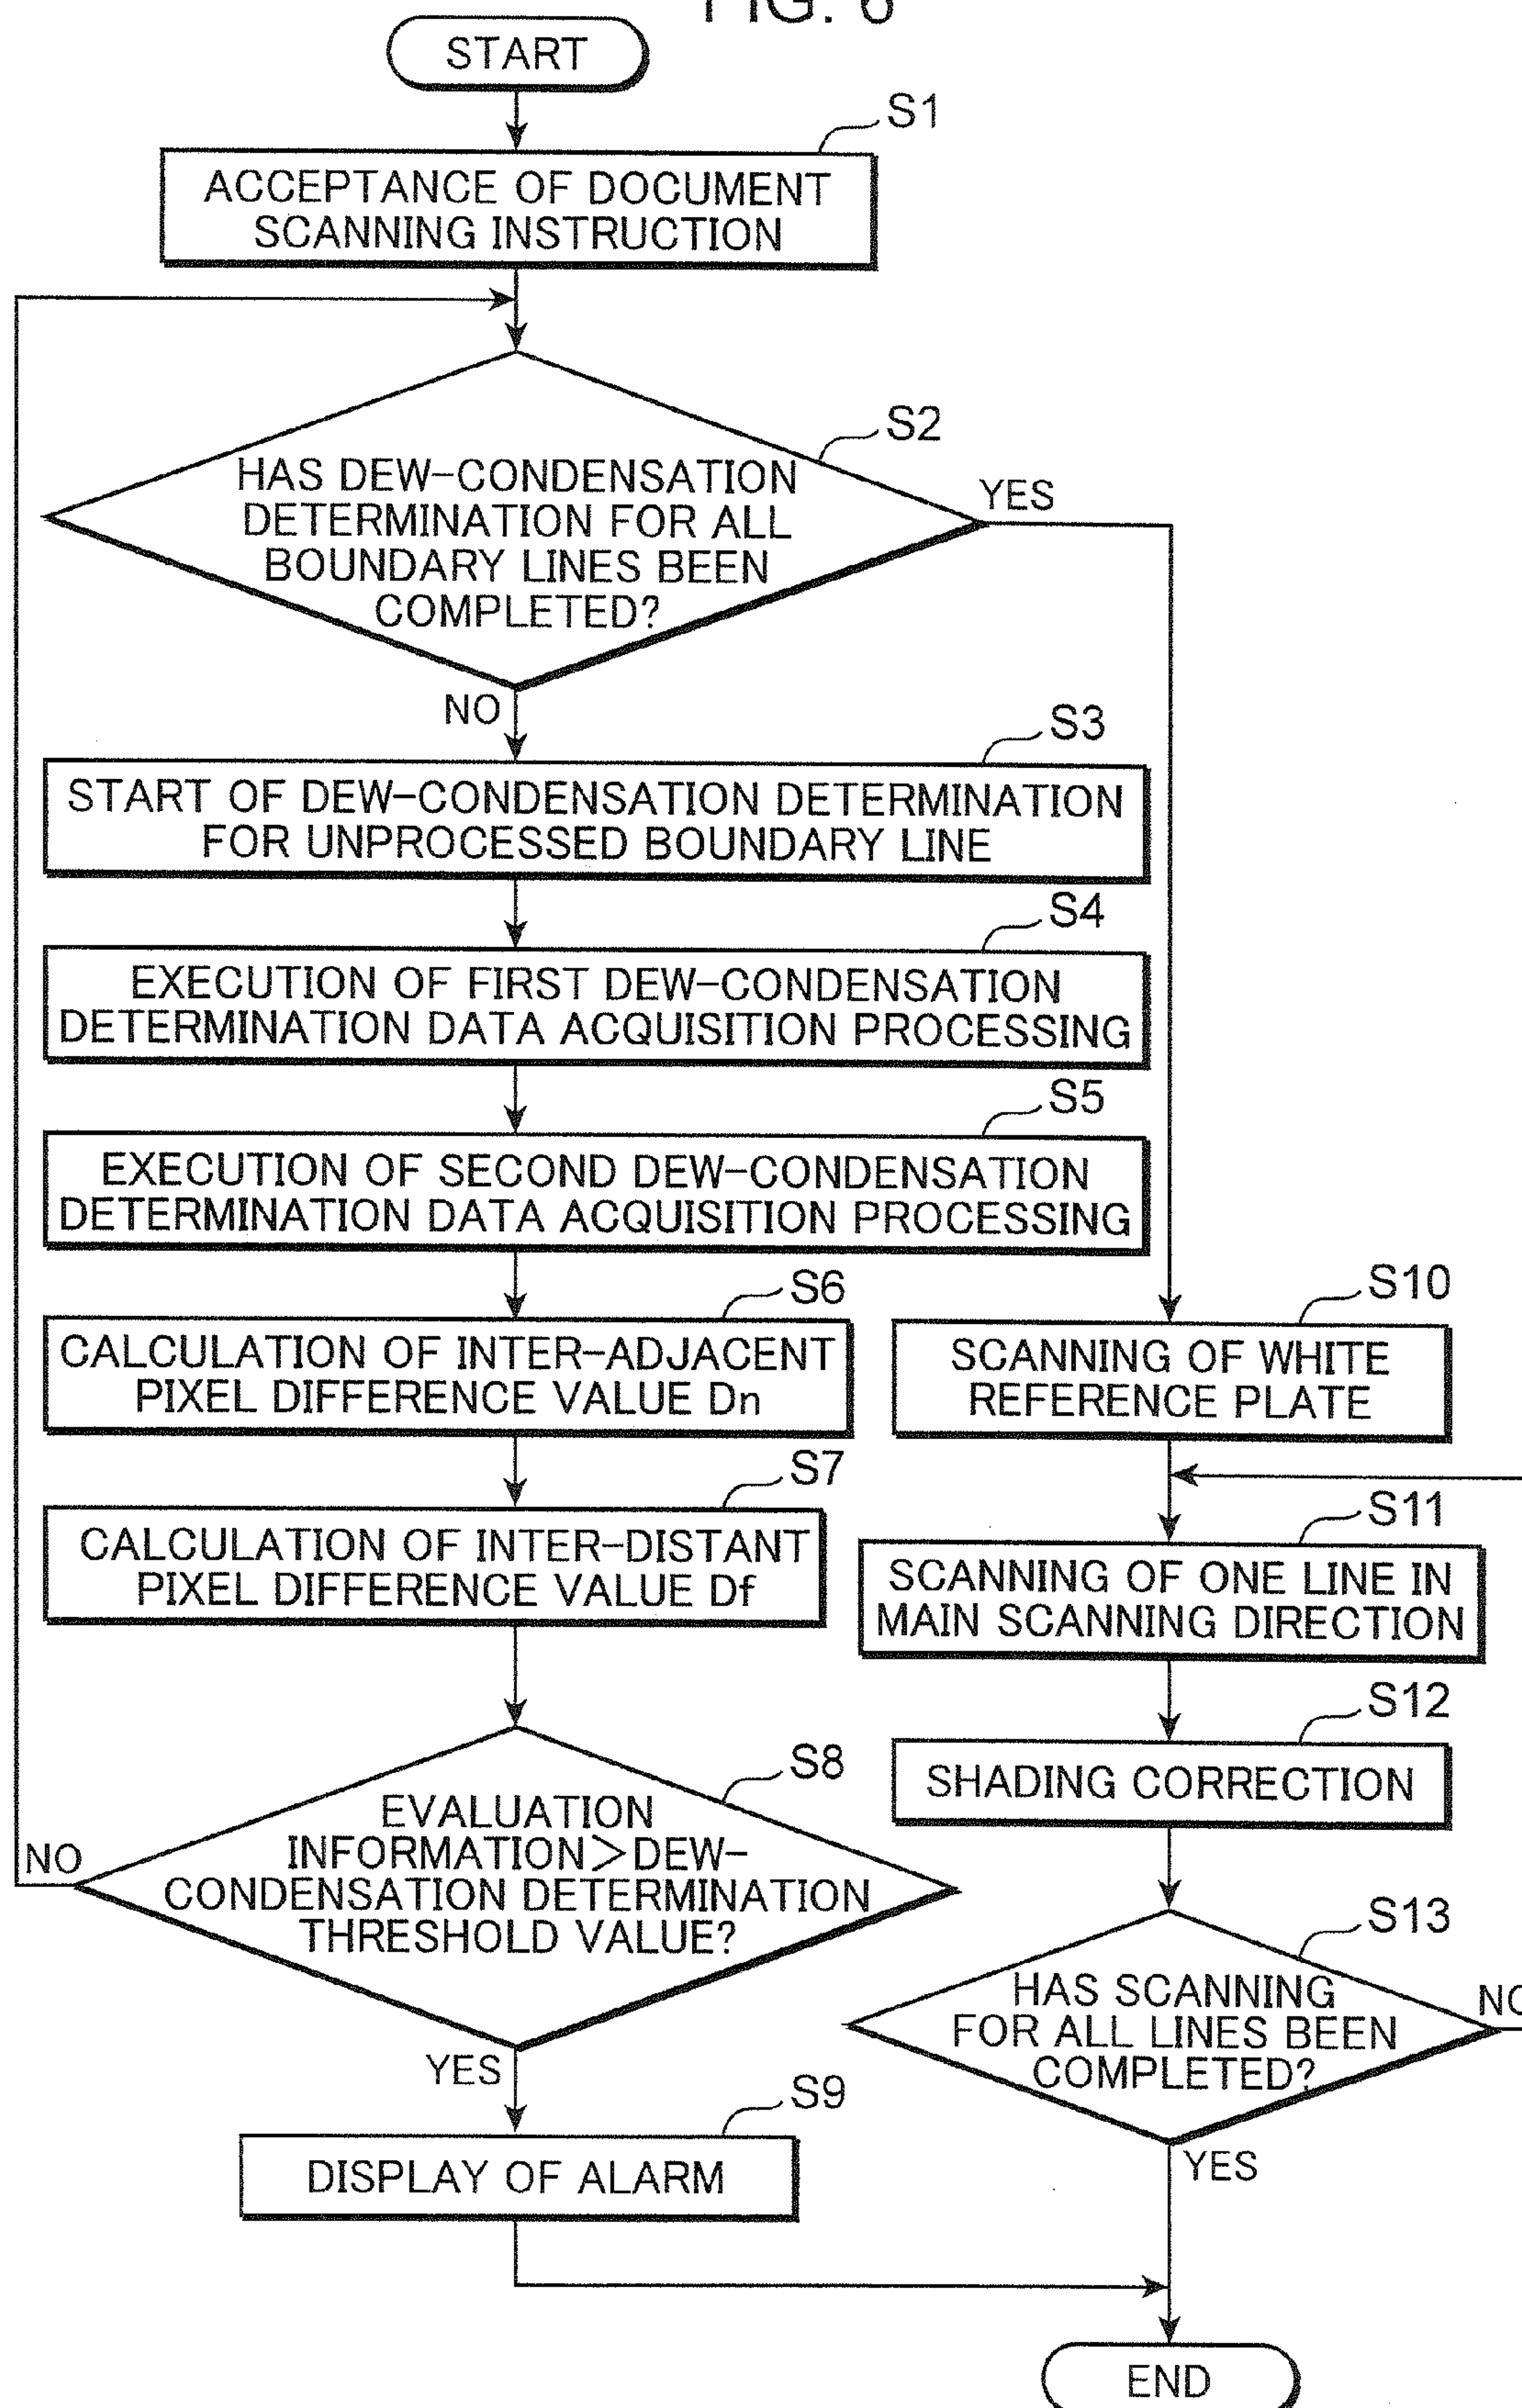 FIG. 6
START
S1
ACCEPTANCE OF DOCUMENT
SCANNING INSTRUCTION
S2
HAS DEW-CONDENSATION
DETERMINATION FOR ALL
BOUNDARY LINES BEEN
COMPLETED?
YES
NO
S3
START OF DEW-CONDENSATION DETERMINATION
FOR UNPROCESSED BOUNDARY LINE
S4
EXECUTION OF FIRST DEW-CONDENSATION
DETERMINATION DATA ACQUISITION PROCESSING
S5
EXECUTION OF SECOND DEW-CONDENSATION
DETERMINATION DATA ACQUISITION PROCESSING
S6
CALCULATION OF INTER-ADJACENT
PIXEL DIFFERENCE VALUE Dn
S7
CALCULATION OF INTER-DISTANT
PIXEL DIFFERENCE VALUE Df
S8
EVALUATION
INFORMATION>DEW-
CONDENSATION DETERMINATION
THRESHOLD VALUE?
NO
YES
S9
DISPLAY OF ALARM
S10
SCANNING OF WHITE
REFERENCE PLATE
S11
SCANNING OF ONE LINE IN
MAIN SCANNING DIRECTION
S12
SHADING CORRECTION
S13
HAS SCANNING
FOR ALL LINES BEEN
COMPLETED?
NO
YES
END